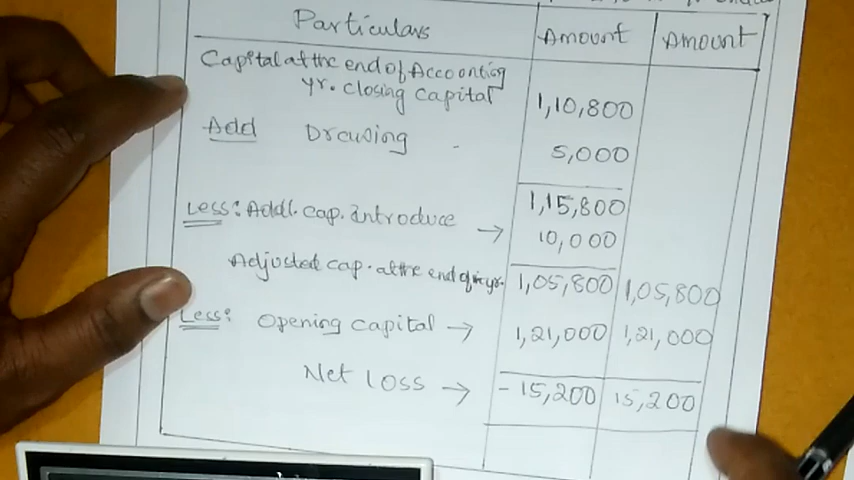 Particulars Amount Amount
Capital at the end of Accounting
yr. closing capital 1,10,800
Add Drawing 5,000
1,15,800
Less: Addl. cap. introduce → 10,000
Adjusted cap. at the end of yr. 1,05,800 1,05,800
Less: Opening capital → 1,21,000 1,21,000
Net Loss → -15,200 15,200